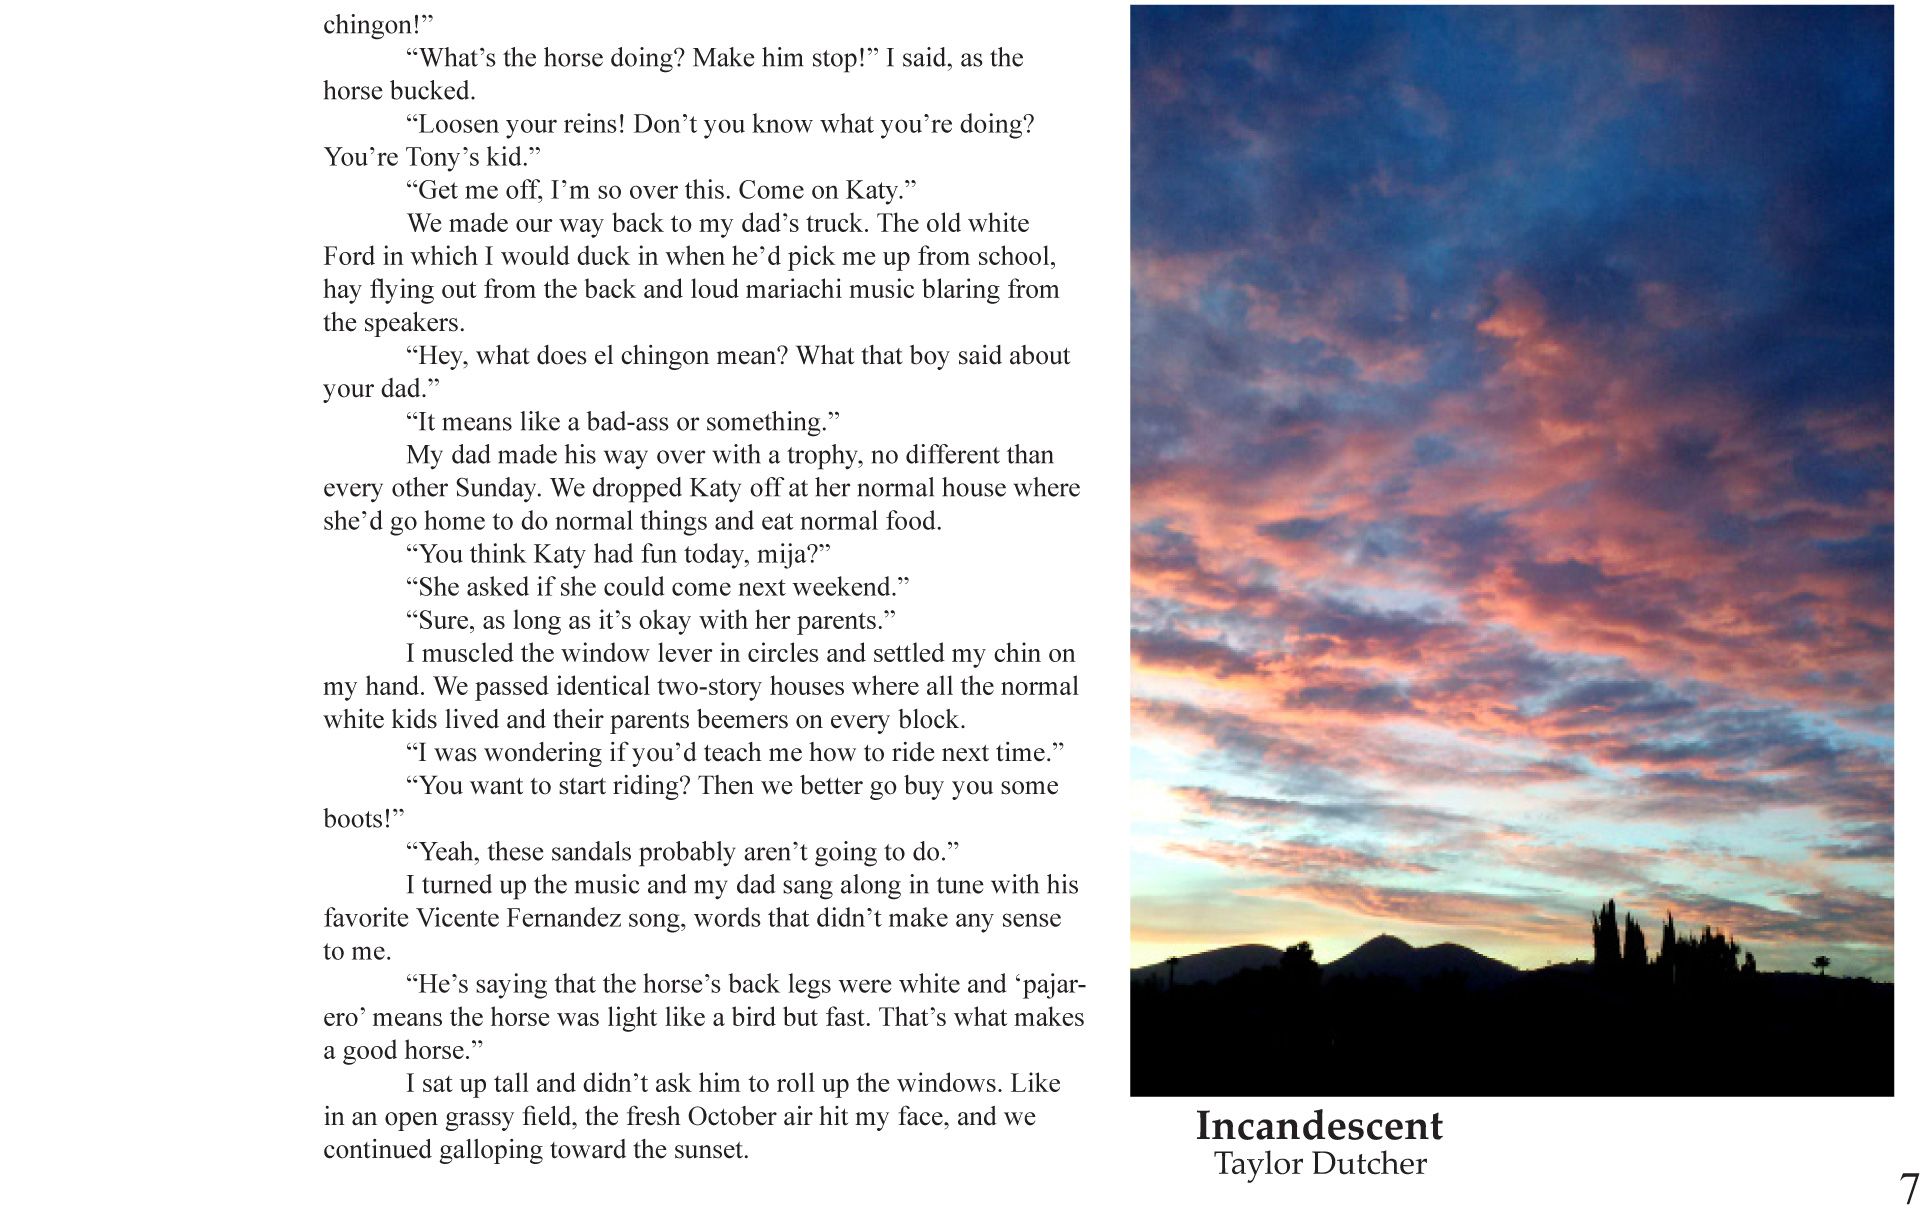 chingon!”
“What’s the horse doing? Make him stop!” I said, as the
horse bucked.
“Loosen your reins! Don’t you know what you’re doing?
You’re Tony’s kid.”
“Get me off, I’m so over this. Come on Katy.”
We made our way back to my dad’s truck. The old white
Ford in which I would duck in when he’d pick me up from school,
hay flying out from the back and loud mariachi music blaring from
the speakers.
“Hey, what does el chingon mean? What that boy said about
your dad.”
“It means like a bad-ass or something.”
My dad made his way over with a trophy, no different than
every other Sunday. We dropped Katy off at her normal house where
she’d go home to do normal things and eat normal food.
“You think Katy had fun today, mija?”
“She asked if she could come next weekend.”
“Sure, as long as it’s okay with her parents.”
I muscled the window lever in circles and settled my chin on
my hand. We passed identical two-story houses where all the normal
white kids lived and their parents beemers on every block.
“I was wondering if you’d teach me how to ride next time.”
“You want to start riding? Then we better go buy you some
boots!”
“Yeah, these sandals probably aren’t going to do.”
I turned up the music and my dad sang along in tune with his
favorite Vicente Fernandez song, words that didn’t make any sense
to me.
“He’s saying that the horse’s back legs were white and ‘pajar-
ero’ means the horse was light like a bird but fast. That’s what makes
a good horse.”
I sat up tall and didn’t ask him to roll up the windows. Like
in an open grassy field, the fresh October air hit my face, and we
continued galloping toward the sunset.
Incandescent
Taylor Dutcher
7